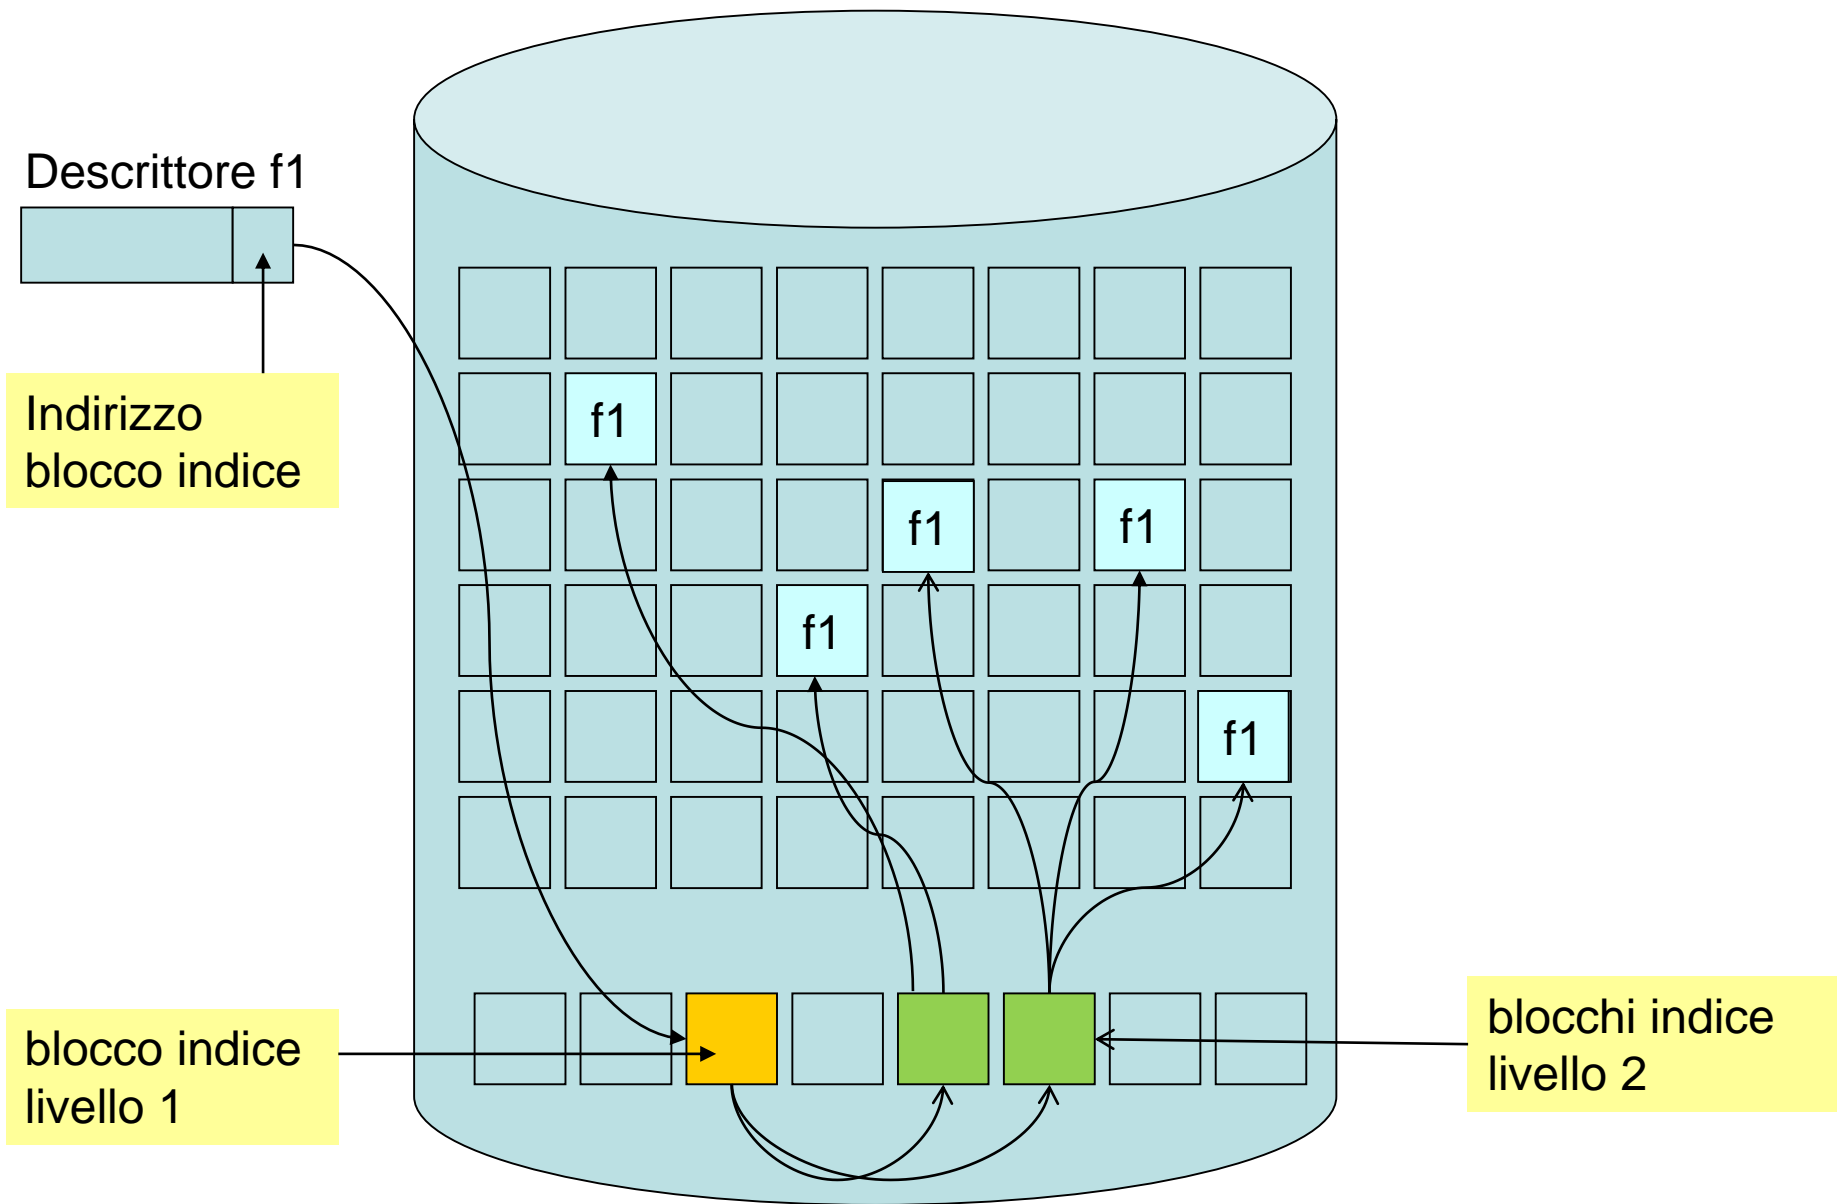 Descrittore f1
Indirizzo
blocco indice
f1
f1
f1
f1
f1
blocco indice
livello 1
blocchi indice
livello 2